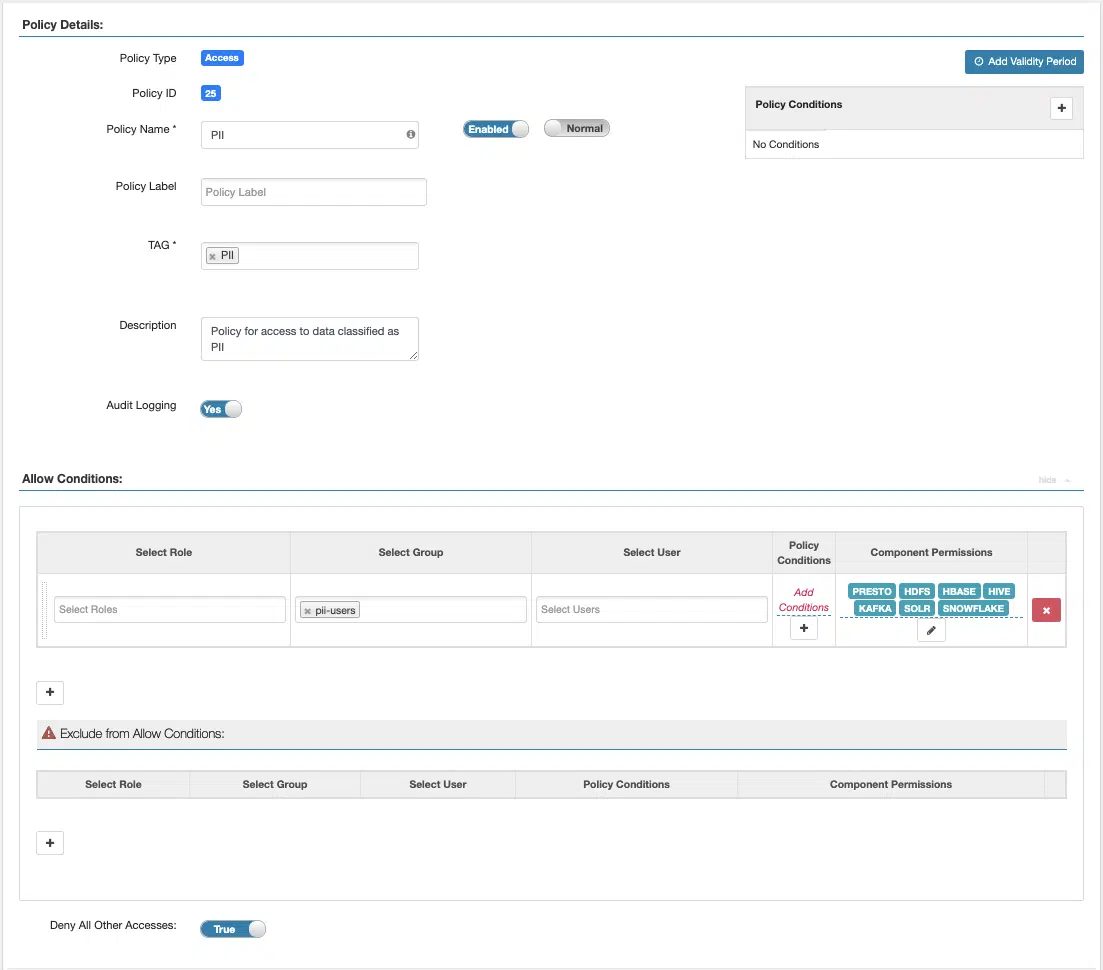 Policy Details:
Policy Type
Access
Add Validity Period
Policy ID
25
Policy Conditions
No Conditions
Policy Name *
PII
Enabled
Normal
Policy Label
Policy Label
TAG *
PII
Description
Policy for access to data classified as
PII
Audit Logging
Yes
Allow Conditions:
hide
Select Role
Select Group
Select User
Policy
Conditions
Component Permissions
Select Roles
pii-users
Select Users
Add
Conditions
PRESTO HDFS HBASE HIVE
KAFKA SOLR SNOWFLAKE
Exclude from Allow Conditions:
Select Role
Select Group
Select User
Policy Conditions
Component Permissions
Deny All Other Accesses:
True